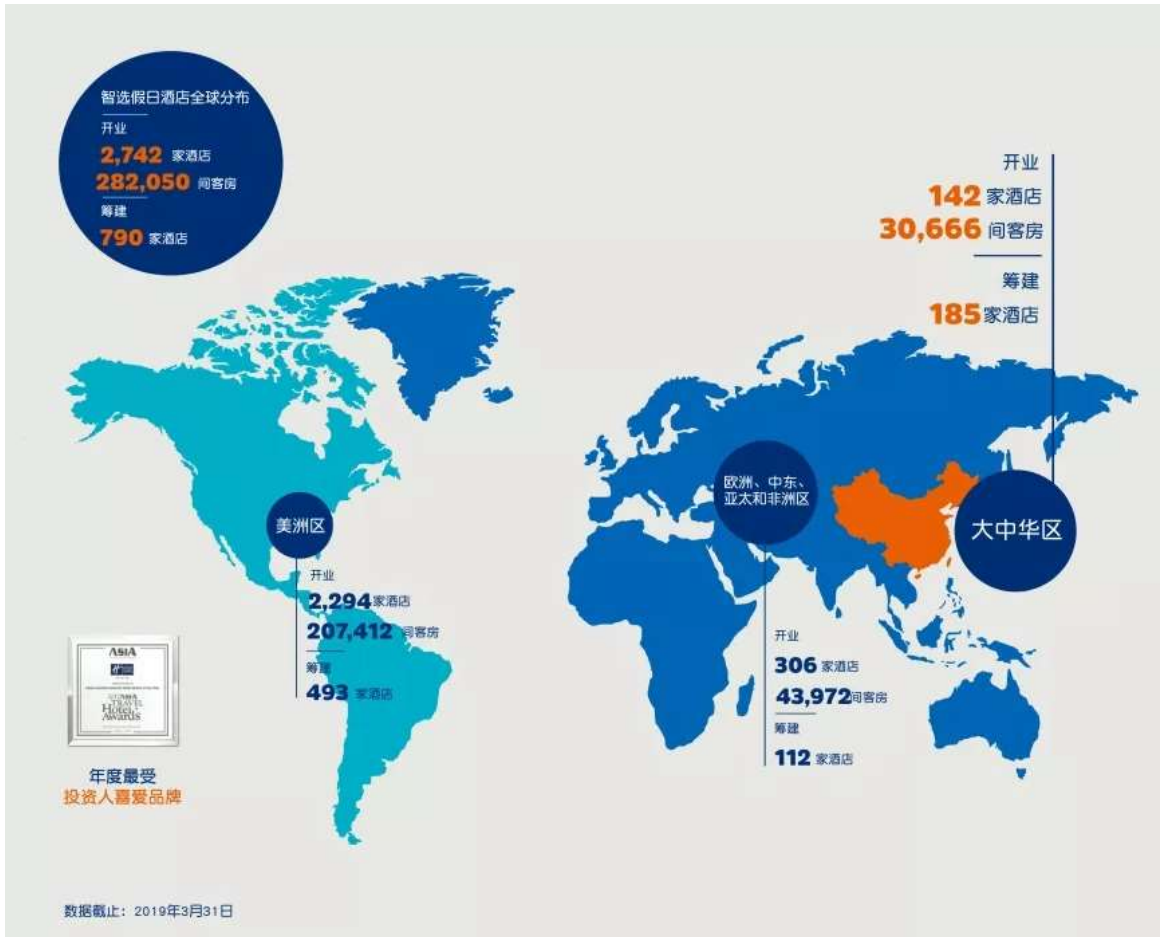 智选假日酒店全球分布
开业
2,742 家酒店
282,050 间客房
筹建
790 家酒店
开业
142 家酒店
30,666 间客房
筹建
185 家酒店
美洲区
开业
2,294 家酒店
207,412 间客房
筹建
493 家酒店
欧洲、中东、
亚太和非洲区
开业
306 家酒店
43,972 间客房
筹建
112 家酒店
大中华区
ASIA
TRAVEL
Hotel
Awards
年度最受
投资人喜爱品牌
数据截止：2019年3月31日